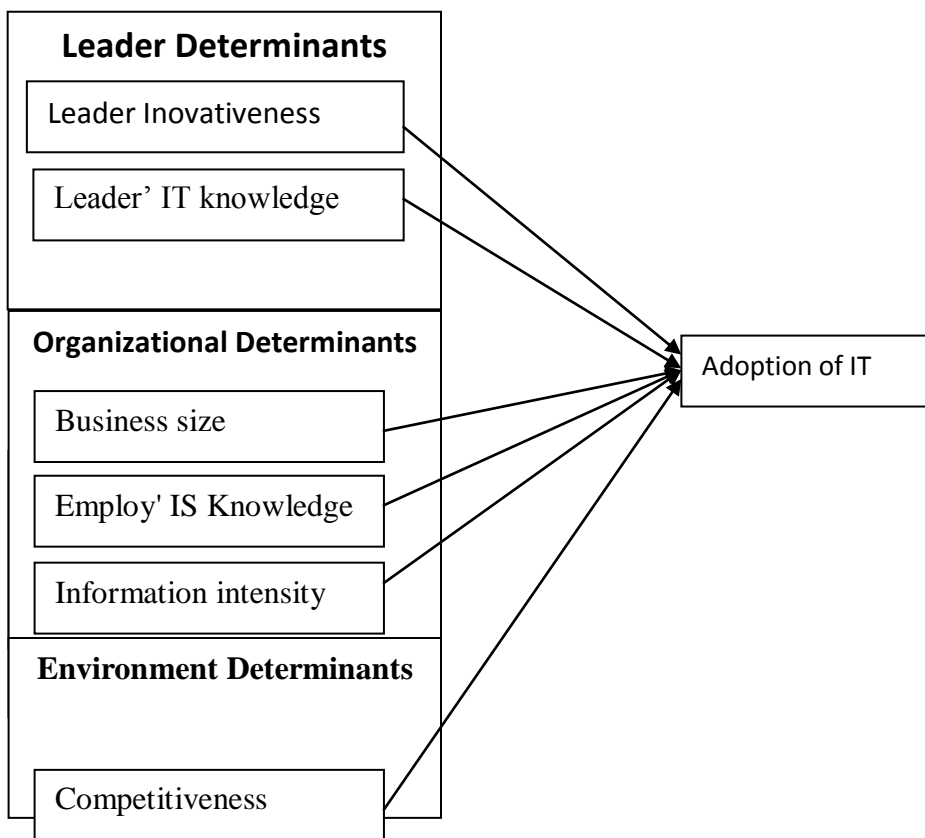 Leader Determinants
Leader Inovativeness
Leader’ IT knowledge
Organizational Determinants
Business size
Employ' IS Knowledge
Information intensity
Environment Determinants
Competitiveness
Adoption of IT